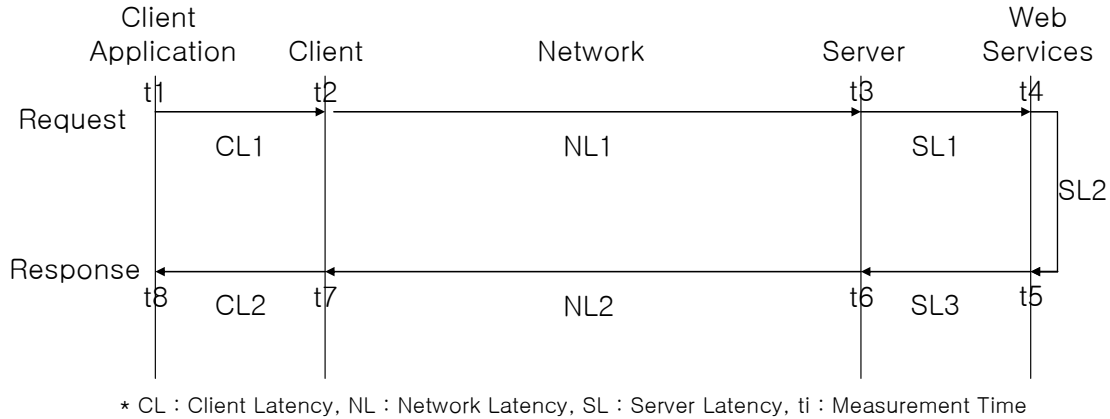 Client
Application
Client
Network
Server
Web
Services
t1
t2
t3
t4
Request
CL1
NL1
SL1
SL2
Response
t8
CL2
t7
NL2
t6
SL3
t5
* CL : Client Latency, NL : Network Latency, SL : Server Latency, ti : Measurement Time